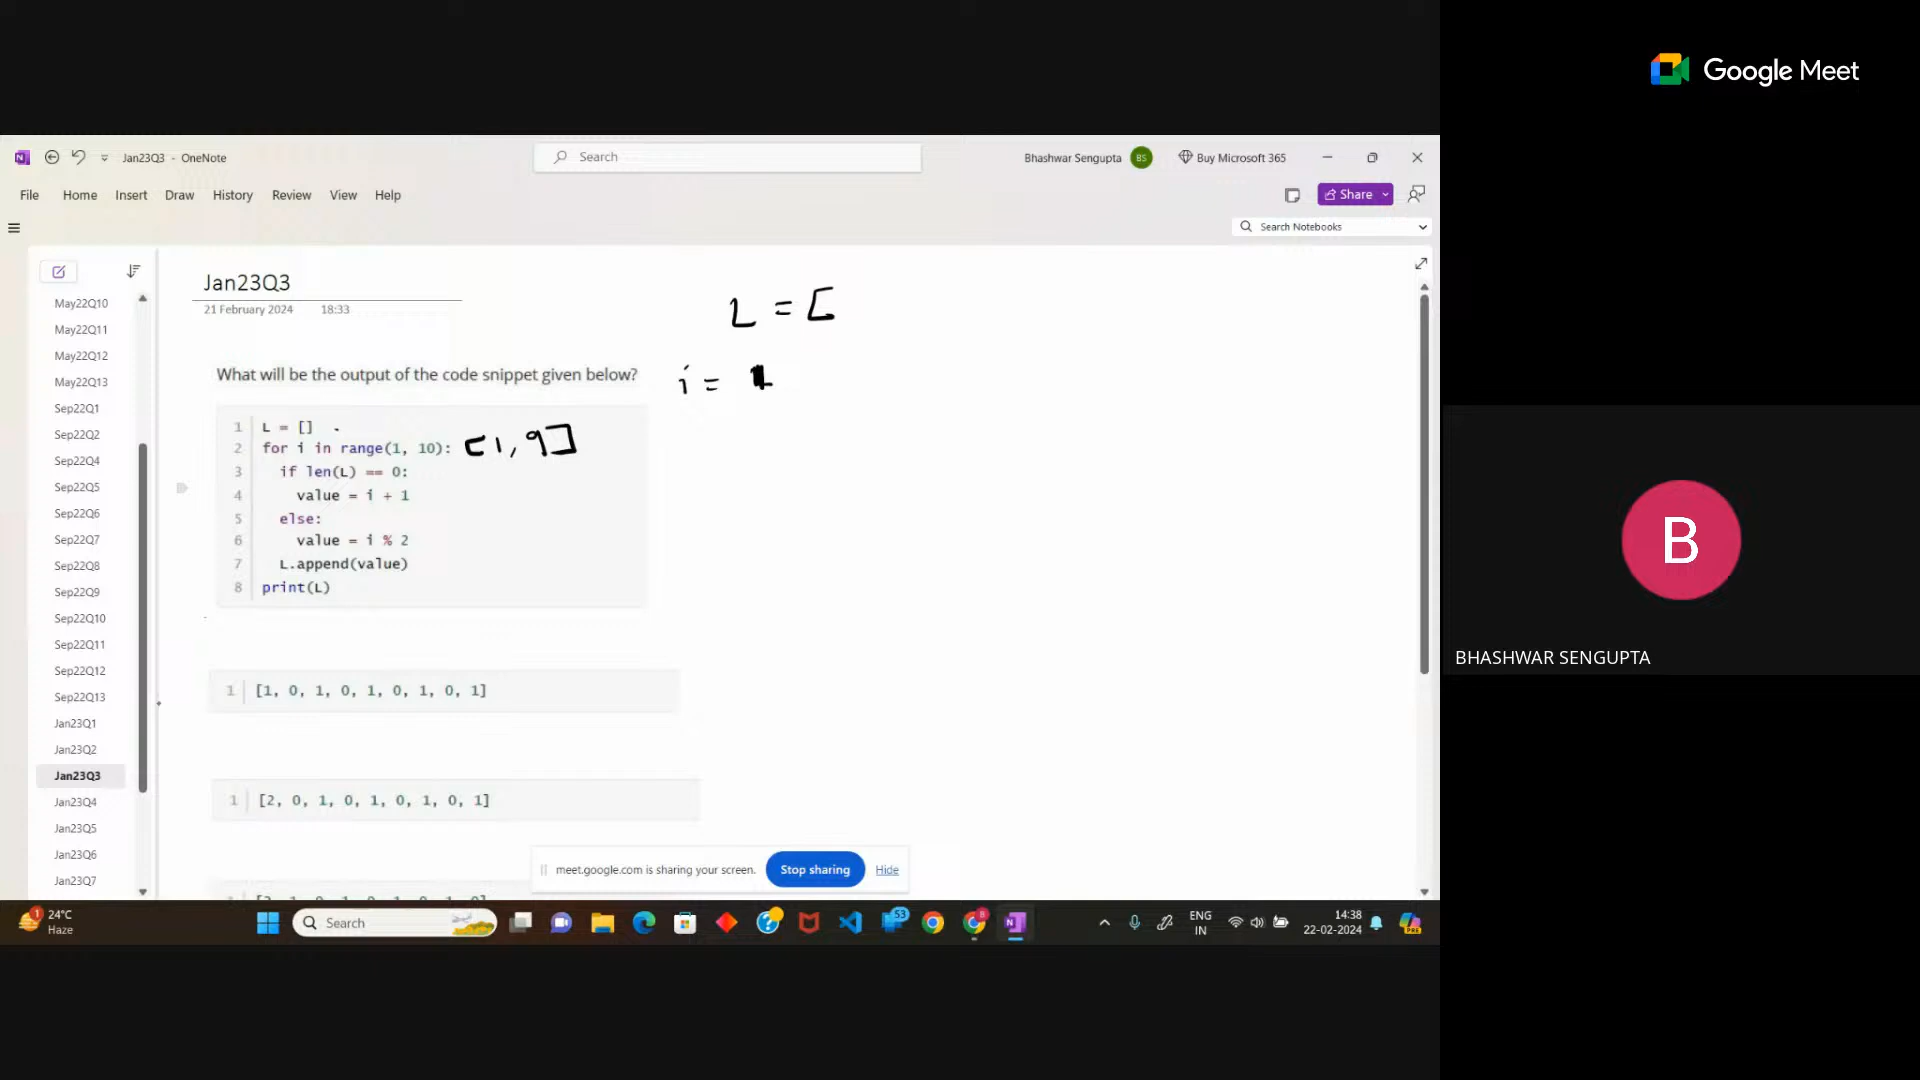 Google Meet
Jan23Q3 - OneNote
Search
Bhashwar Sengupta
BS
Buy Microsoft 365
File
Home
Insert
Draw
History
Review
View
Help
Share
Search Notebooks
May22Q10
May22Q11
May22Q12
May22Q13
Sep22Q1
Sep22Q2
Sep22Q4
Sep22Q5
Sep22Q6
Sep22Q7
Sep22Q8
Sep22Q9
Sep22Q10
Sep22Q11
Sep22Q12
Sep22Q13
Jan23Q1
Jan23Q2
Jan23Q3
Jan23Q4
Jan23Q5
Jan23Q6
Jan23Q7
Jan23Q3
21 February 2024 18:33
L = [
What will be the output of the code snippet given below?
i = 1
1 L = []
2 for i in range(1, 10): [1, 9]
3 if len(L) == 0:
4 value = i + 1
5 else:
6 value = i % 2
7 L.append(value)
8 print(L)
1 [1, 0, 1, 0, 1, 0, 1, 0, 1]
1 [2, 0, 1, 0, 1, 0, 1, 0, 1]
meet.google.com is sharing your screen.
Stop sharing
Hide
B
BHASHWAR SENGUPTA
1
24°C
Haze
Search
53
ENG
IN
14:38
22-02-2024
PRE